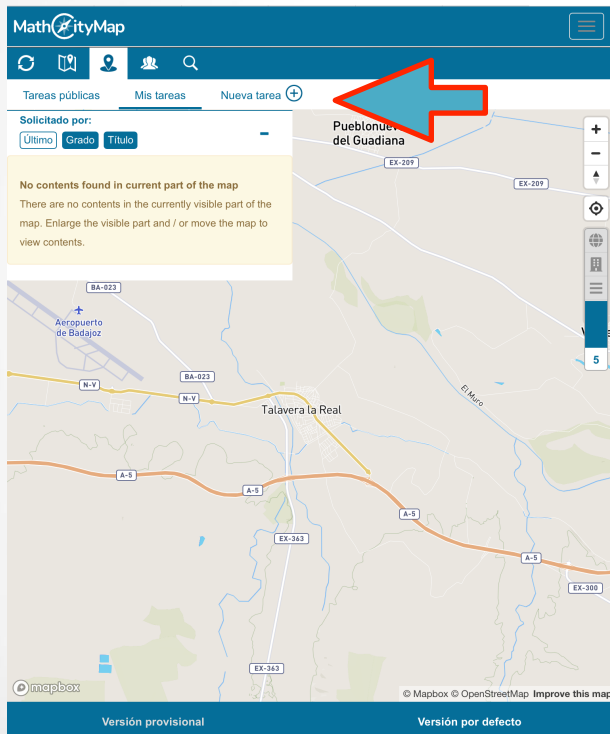 MathCityMap
Tareas públicas Mis tareas Nueva tarea
Solicitado por:
Último Grado Título
No contents found in current part of the map
There are no contents in the currently visible part of the
map. Enlarge the visible part and / or move the map to
view contents.
del Guadiana
EX-209
EX-209
BA-023
Aeropuerto
de Badajoz
5
BA-023
N-V
N-V
El Muro
Talavera la Real
A-5
A-5
A-5
EX-363
A-5
EX-300
EX-363
mapbox
© Mapbox © OpenStreetMap Improve this map
Versión provisional Versión por defecto